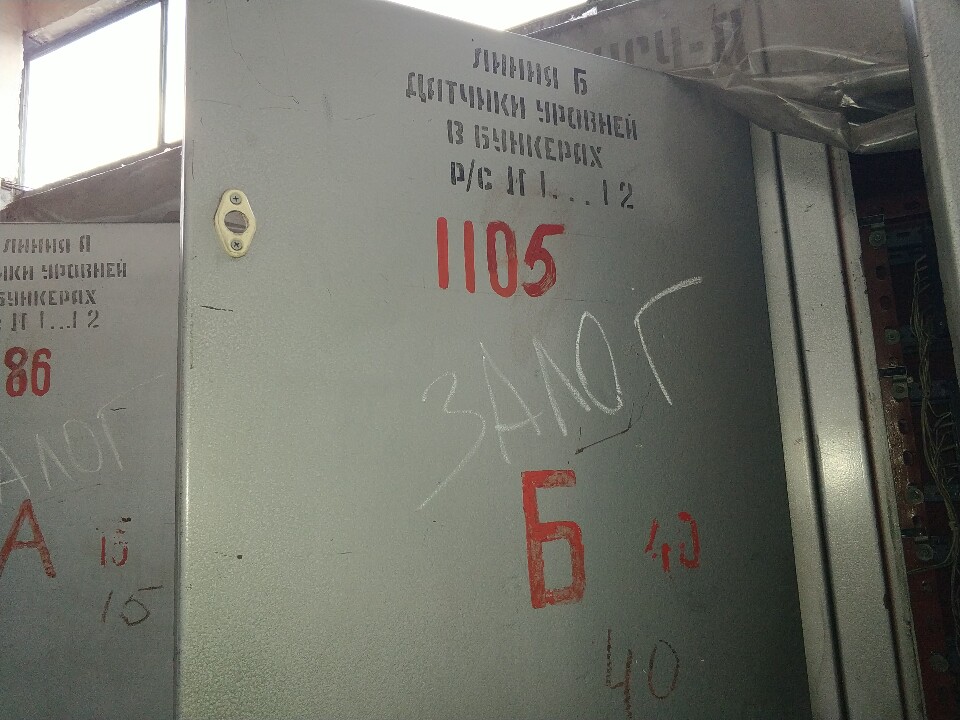 ЛИНИЯ Б
ДАТЧИКИ УРОВНЕЙ
В БУНКЕРАХ
Р/С И 1...12
1105
ЗАЛОГ
Б 40
40
ЛИНИЯ А
УРОВНЕЙ
БУНКЕРАХ
И 1...12
86
АЛОГ
А 15
15